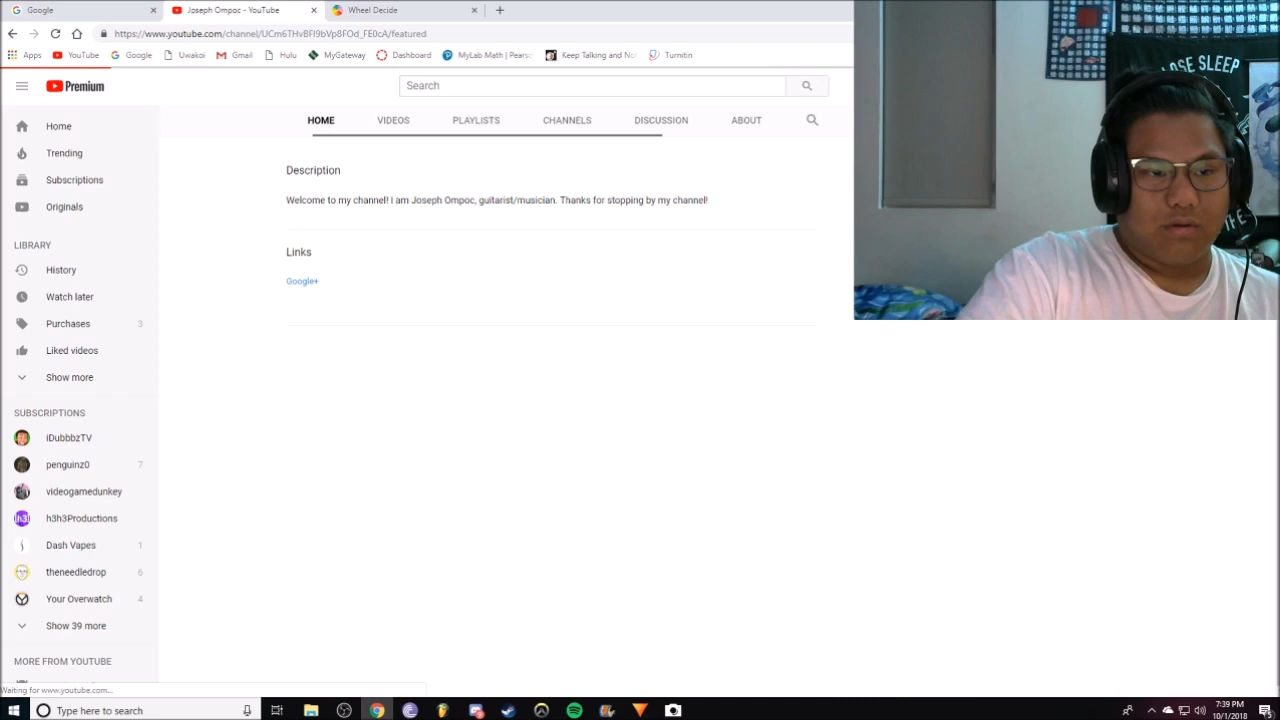 Google
Joseph Ompoc - YouTube
Wheel Decide
https://www.youtube.com/channel/UCm6THvBFI9bVp8FOd_FE0cA/featured
Apps YouTube Google Uwakoi Gmail Hulu MyGateway Dashboard MyLab Math | Pearso Keep Talking and No Turnitin
Premium
Search
HOME VIDEOS PLAYLISTS CHANNELS DISCUSSION ABOUT
Home
Trending
Subscriptions
Originals
LIBRARY
History
Watch later
Purchases 3
Liked videos
Show more
SUBSCRIPTIONS
iDubbbzTV
penguinz0 7
videogamedunkey
h3h3Productions
Dash Vapes 1
theneedledrop 6
Your Overwatch 4
Show 39 more
MORE FROM YOUTUBE
Description
Welcome to my channel! I am Joseph Ompoc, guitarist/musician. Thanks for stopping by my channel!
Links
Google+
LOSE SLEEP
Waiting for www.youtube.com...
Type here to search
7:39 PM
10/1/2018